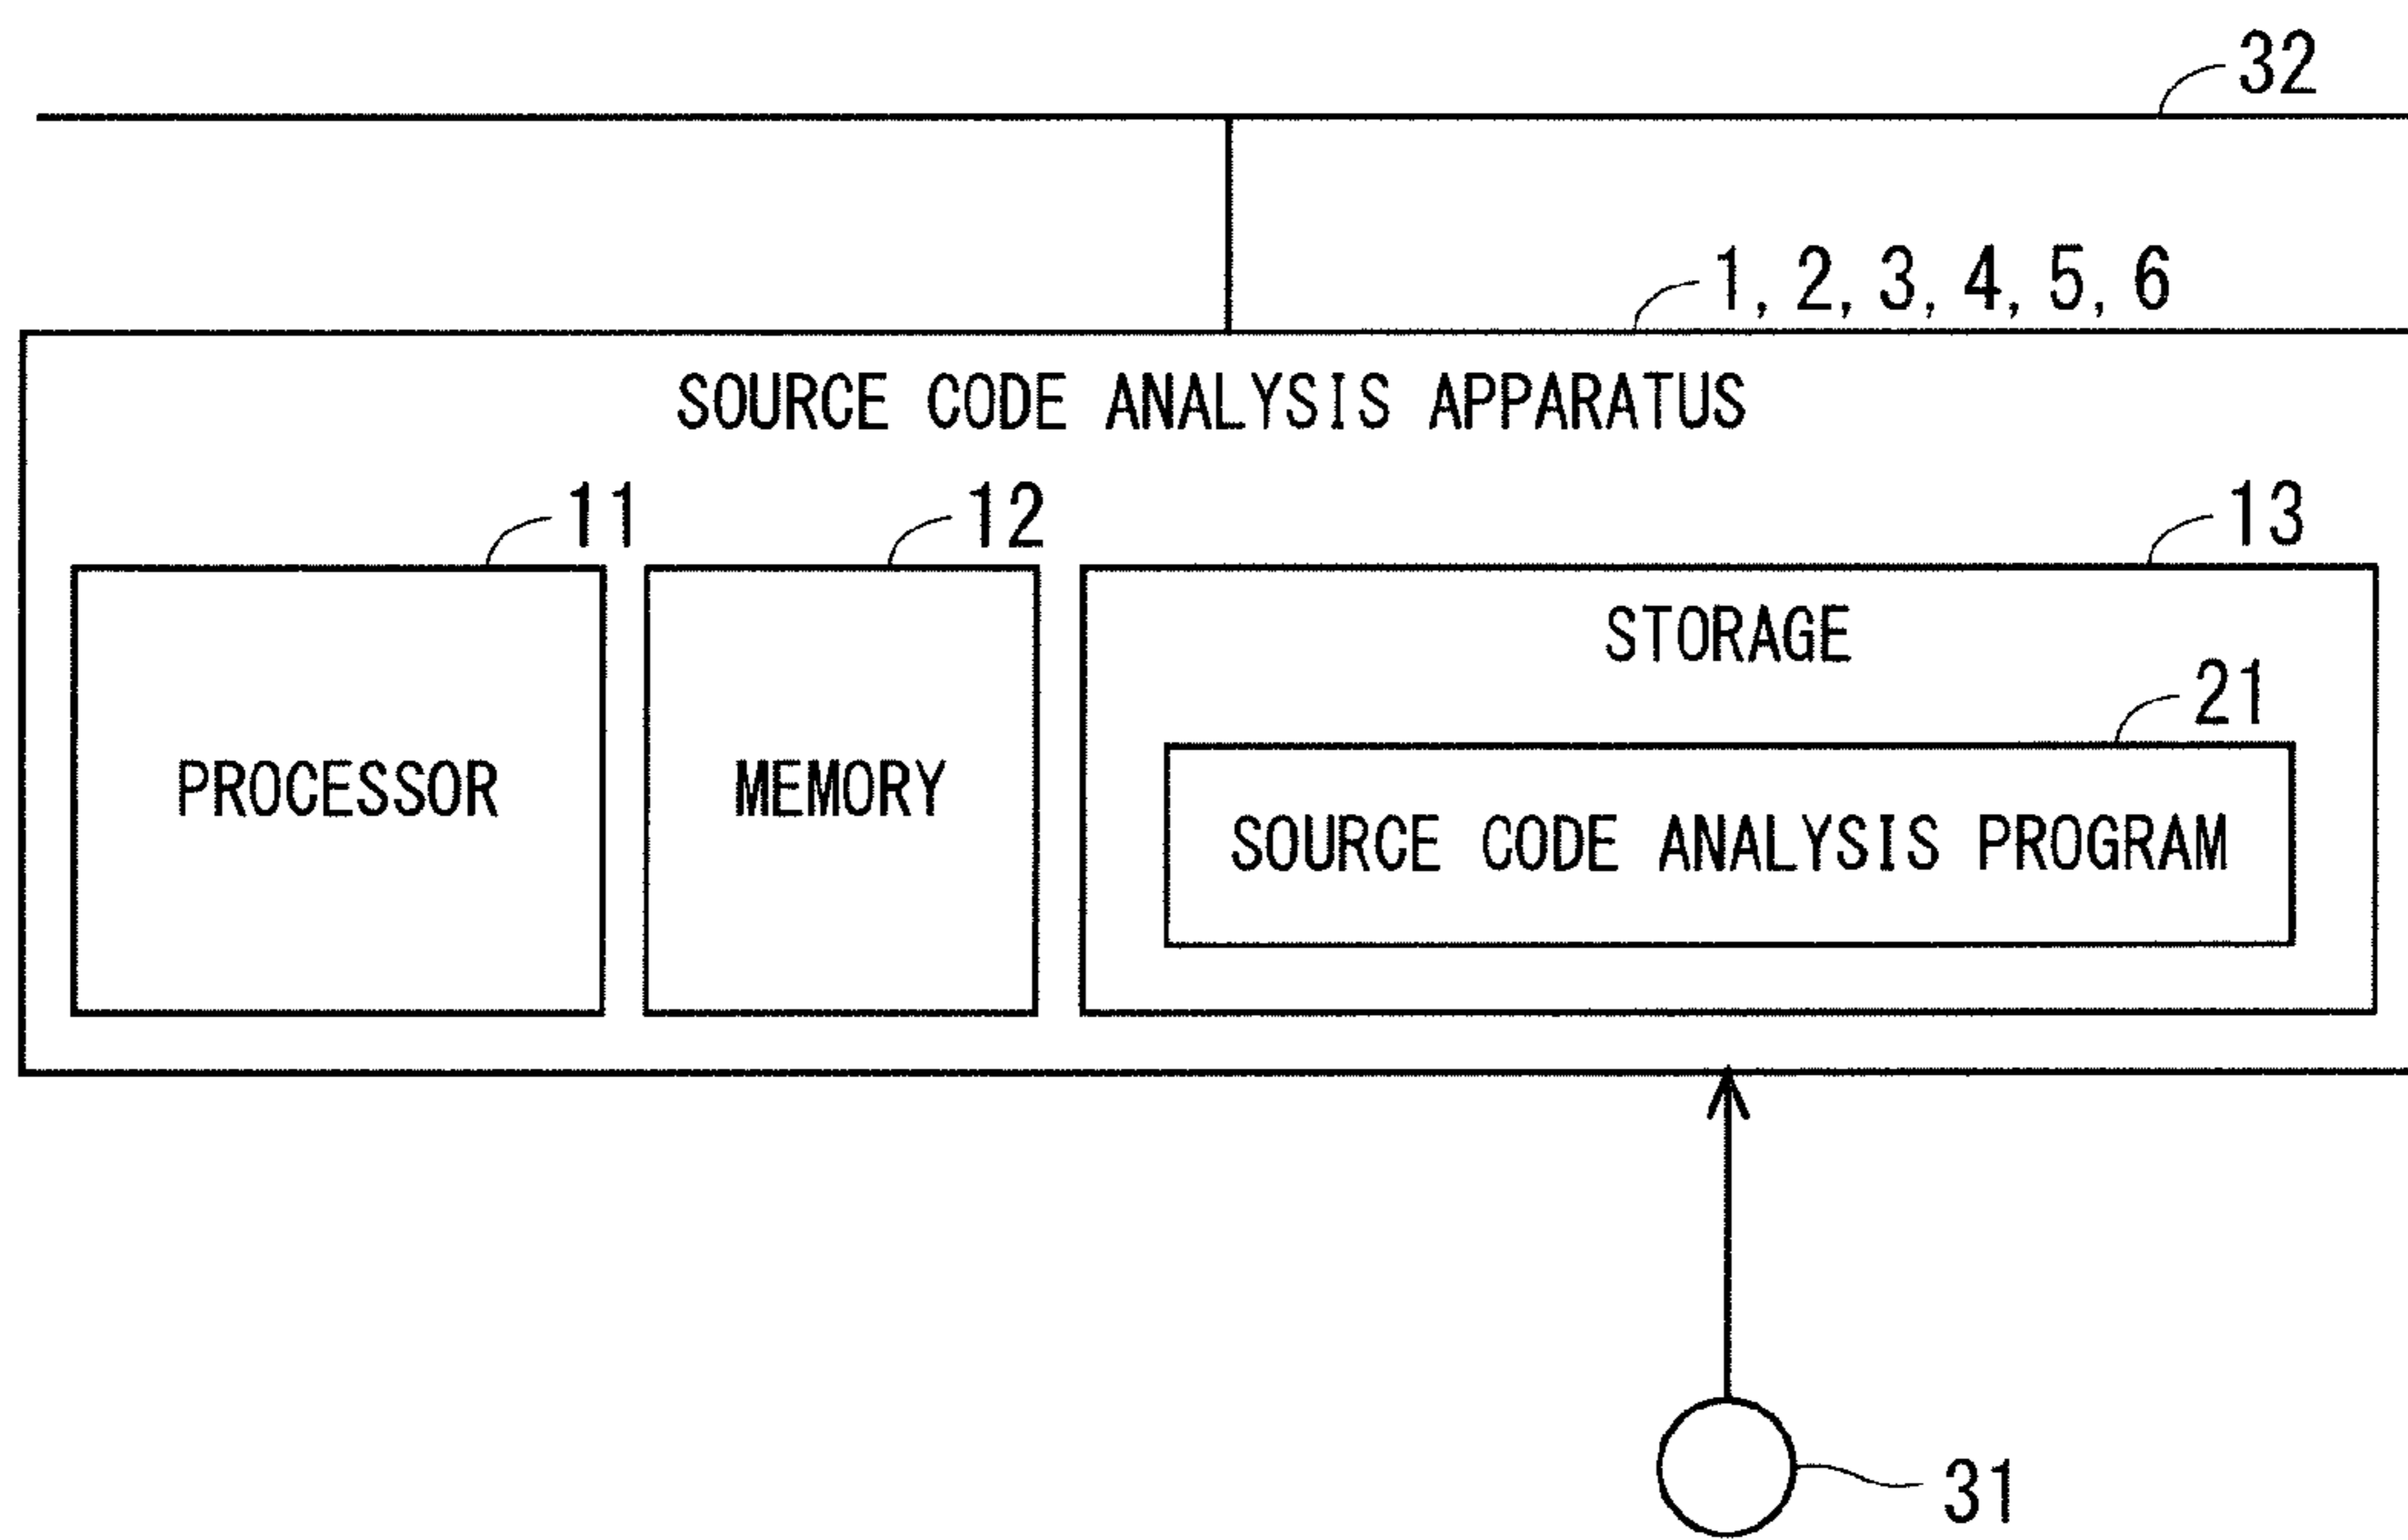 32
1, 2, 3, 4, 5, 6
SOURCE CODE ANALYSIS APPARATUS
11
12
13
STORAGE
21
PROCESSOR
MEMORY
SOURCE CODE ANALYSIS PROGRAM
31